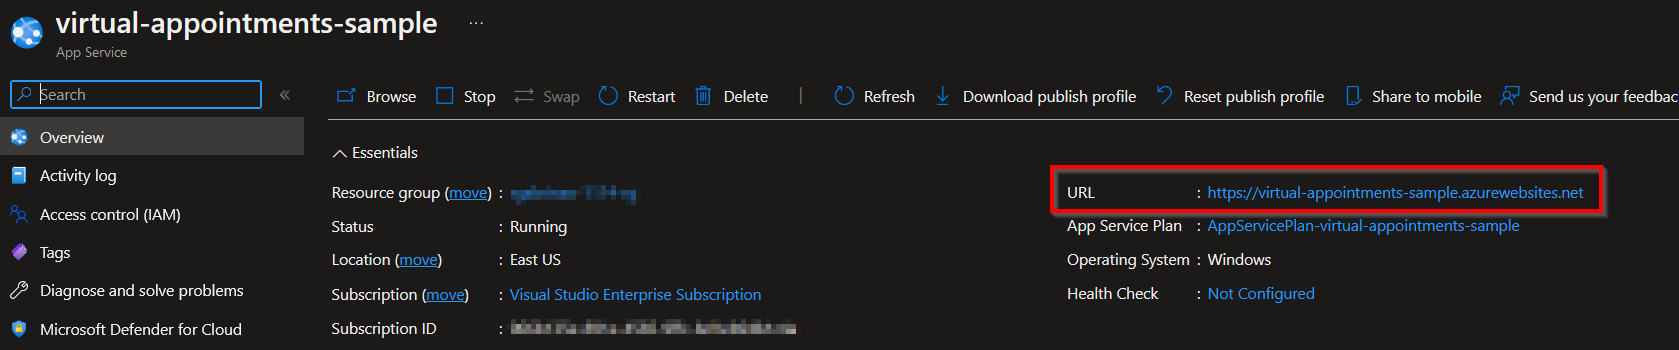 virtual-appointments-sample ...
App Service
Search
Overview
Activity log
Access control (IAM)
Tags
Diagnose and solve problems
Microsoft Defender for Cloud
Browse Stop Swap Restart Delete Refresh Download publish profile Reset publish profile Share to mobile Send us your feedbac
Essentials
Resource group (move) :
Status : Running
Location (move) : East US
Subscription (move) : Visual Studio Enterprise Subscription
Subscription ID :
URL : https://virtual-appointments-sample.azurewebsites.net
App Service Plan : AppServicePlan-virtual-appointments-sample
Operating System : Windows
Health Check : Not Configured